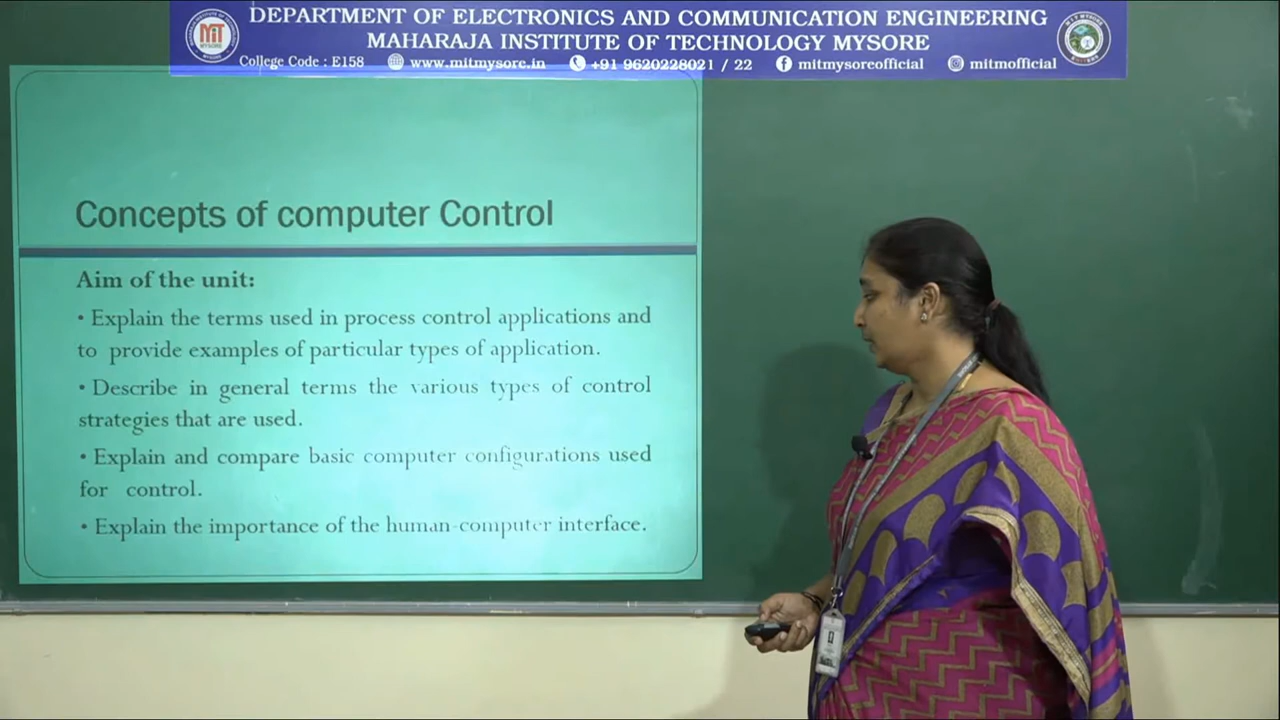 DEPARTMENT OF ELECTRONICS AND COMMUNICATION ENGINEERING
MAHARAJA INSTITUTE OF TECHNOLOGY MYSORE
College Code : E158 www.mitmysore.in +91 9620228021 / 22 mitmysoreofficial mitmofficial
MIT
MYSORE
Concepts of computer Control
Aim of the unit:
• Explain the terms used in process control applications and
to provide examples of particular types of application.
• Describe in general terms the various types of control
strategies that are used.
• Explain and compare basic computer configurations used
for control.
• Explain the importance of the human-computer interface.